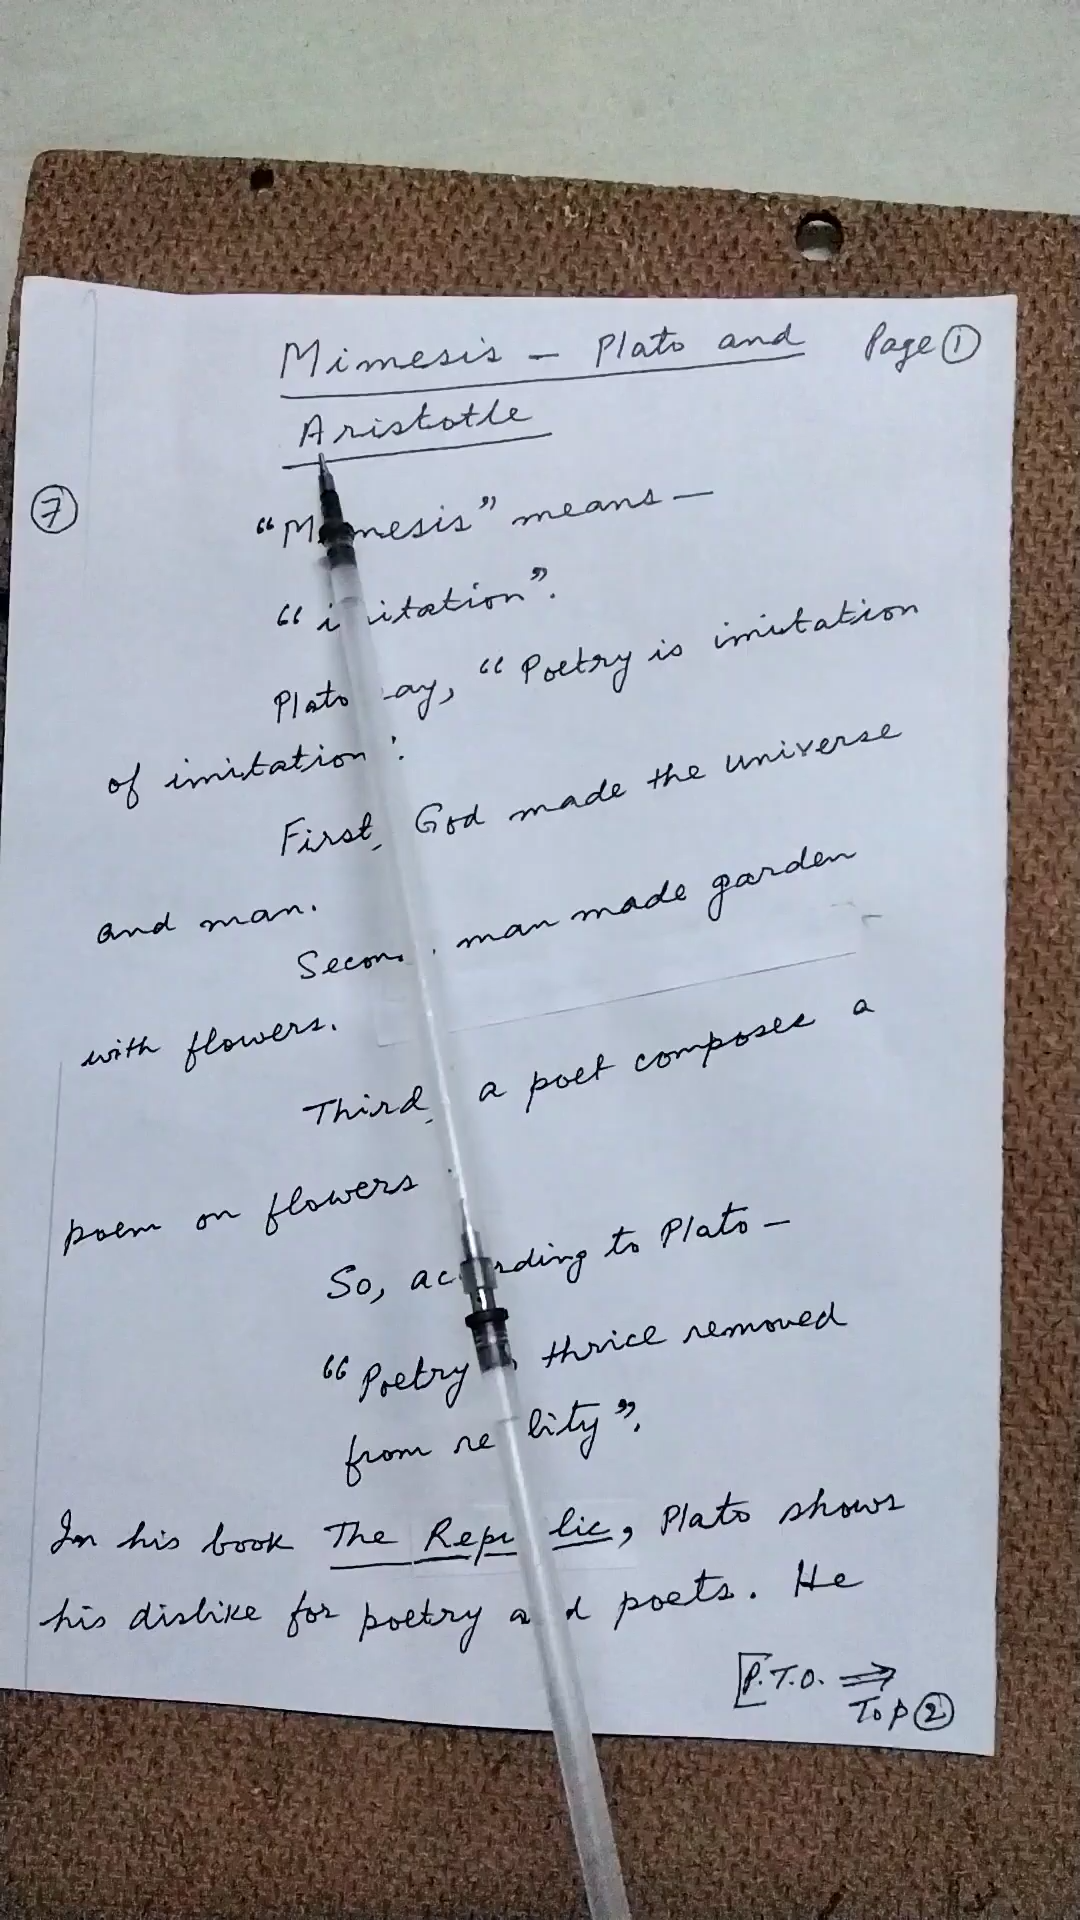 Mimesis - Plato and Page ①
Aristotle
⑦
"Mimesis" means -
"imitation".
Plato say, "Poetry is imitation
of imitation".
First, God made the universe
and man.
Second, man made garden
with flowers.
Third, a poet composes a
poem on flowers
So, according to Plato -
"Poetry is thrice removed
from reality".
In his book The Republic, Plato shows
his dislike for poetry and poets. He
[P.T.O. ⇒
To p ②